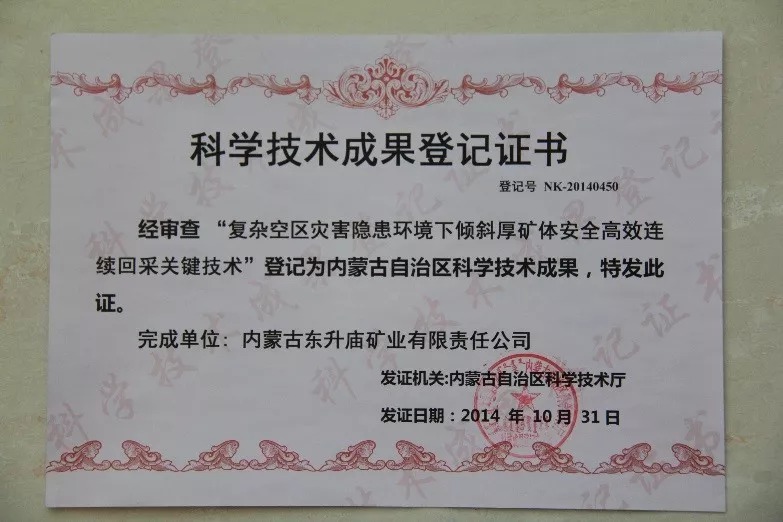 科学技术成果登记证书
登记号 NK-20140450
经审查 “复杂空区灾害隐患环境下倾斜厚矿体安全高效连
续回采关键技术”登记为内蒙古自治区科学技术成果，特发此
证。
完成单位：内蒙古东升庙矿业有限责任公司
发证机关:内蒙古自治区科学技术厅
发证日期：2014 年 10 月 31 日